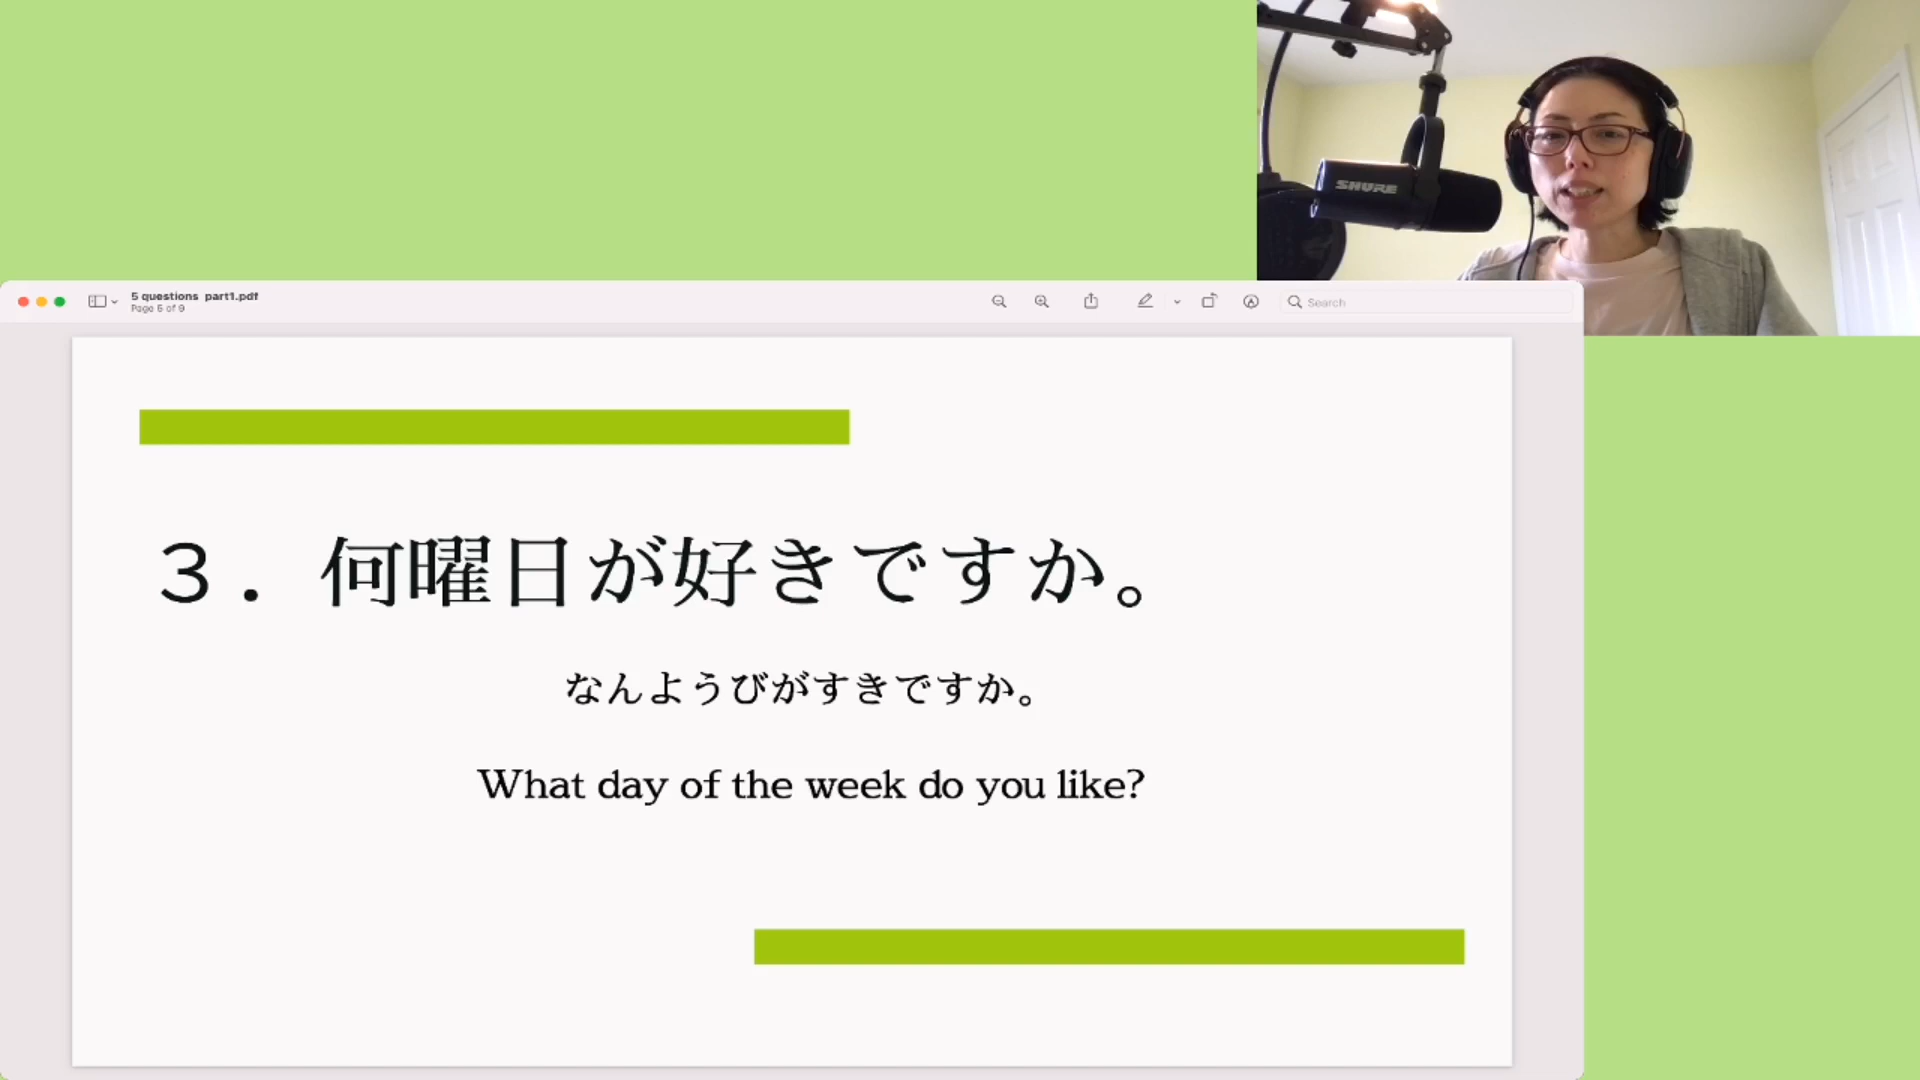 SHURE
5 questions part1.pdf
Page 5 of 9
Search
３．何曜日が好きですか。
なんようびがすきですか。
What day of the week do you like?